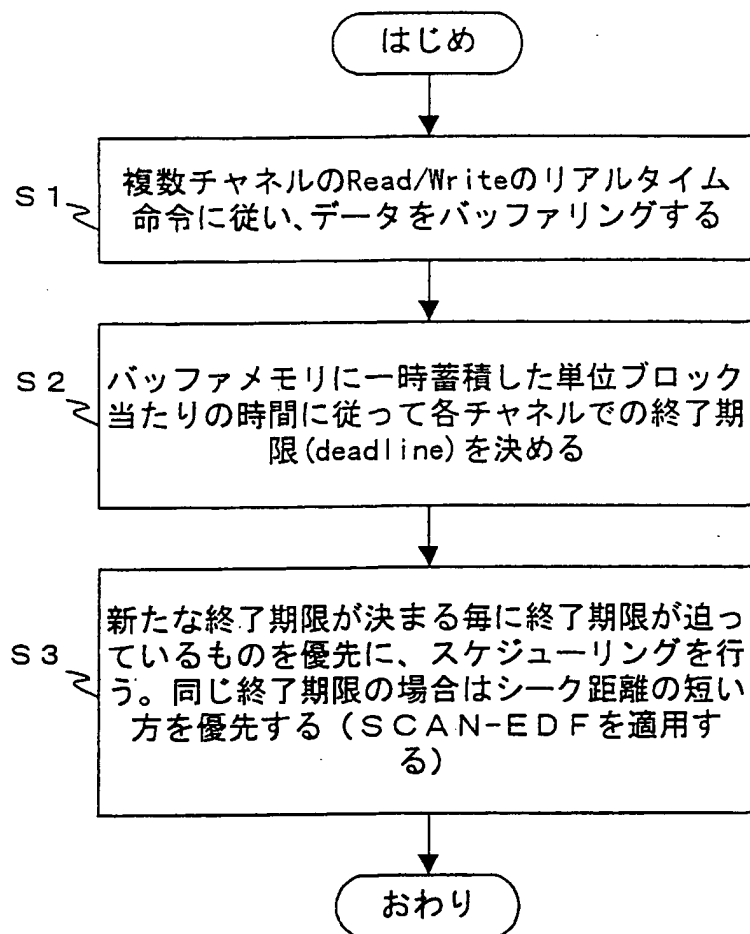 はじめ
S1
複数チャネルのRead/Writeのリアルタイム
命令に従い、データをバッファリングする
S2
バッファメモリに一時蓄積した単位ブロック
当たりの時間に従って各チャネルでの終了期
限(deadline)を決める
S3
新たな終了期限が決まる毎に終了期限が迫っ
ているものを優先に、スケジューリングを行
う。同じ終了期限の場合はシーク距離の短い
方を優先する(SCAN-EDFを適用す
る)
おわり